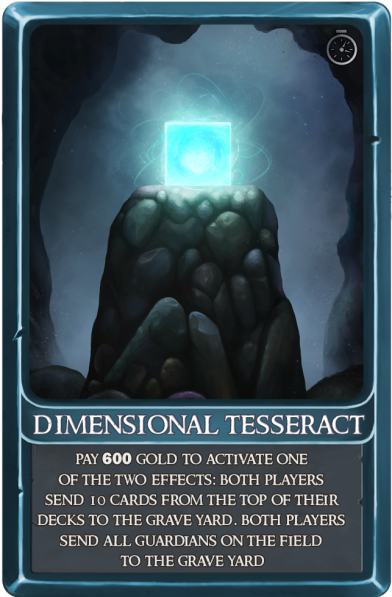 DIMENSIONAL TESSERACT
PAY 600 GOLD TO ACTIVATE ONE
OF THE TWO EFFECTS: BOTH PLAYERS
SEND 10 CARDS FROM THE TOP OF THEIR
DECKS TO THE GRAVE YARD. BOTH PLAYERS
SEND ALL GUARDIANS ON THE FIELD
TO THE GRAVE YARD